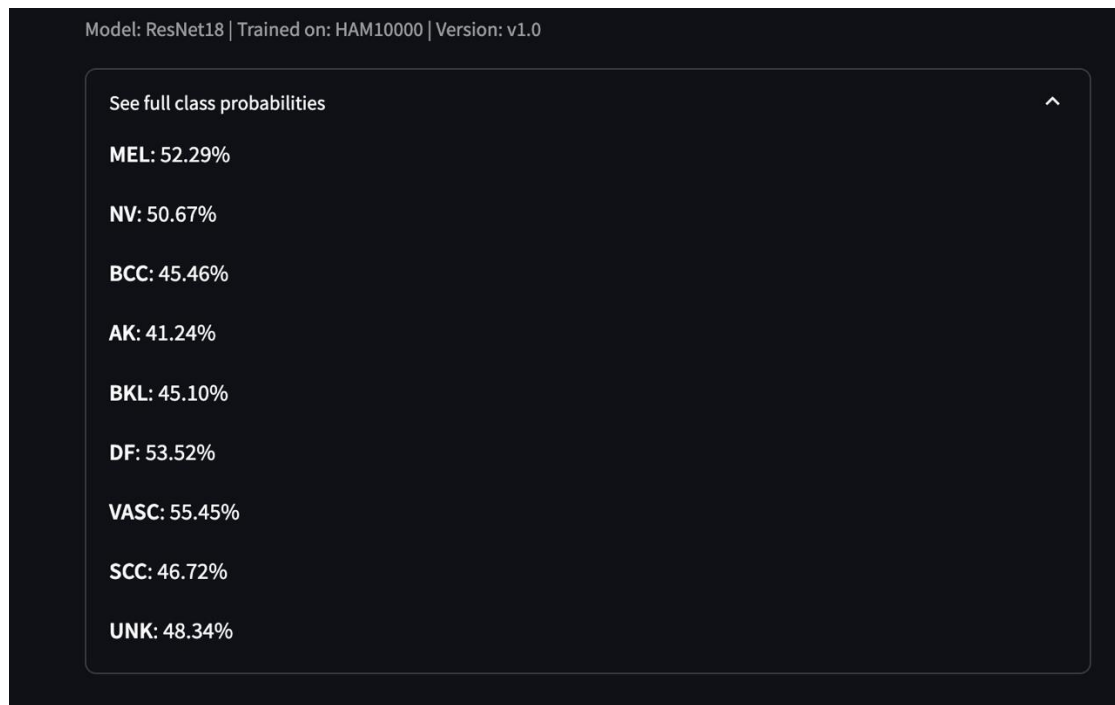 Model: ResNet18 | Trained on: HAM10000 | Version: v1.0
See full class probabilities
MEL: 52.29%
NV: 50.67%
BCC: 45.46%
AK: 41.24%
BKL: 45.10%
DF: 53.52%
VASC: 55.45%
SCC: 46.72%
UNK: 48.34%